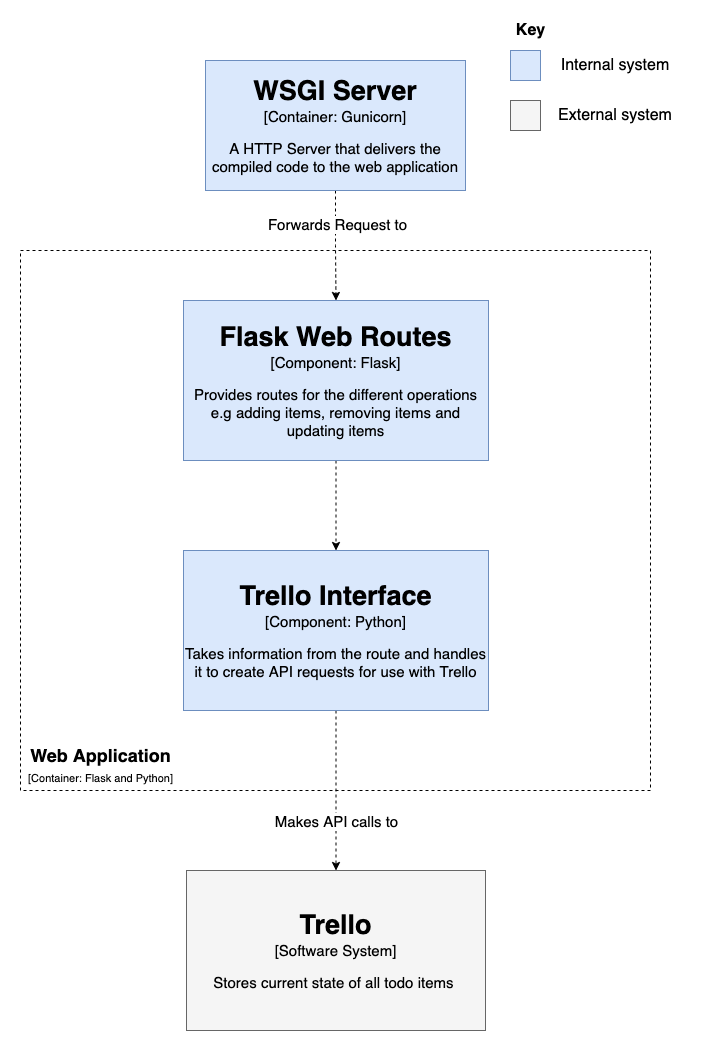 Key
Internal system
External system
WSGI Server
[Container: Gunicorn]
A HTTP Server that delivers the
compiled code to the web application
Forwards Request to
Flask Web Routes
[Component: Flask]
Provides routes for the different operations
e.g adding items, removing items and
updating items
Trello Interface
[Component: Python]
Takes information from the route and handles
it to create API requests for use with Trello
Web Application
[Container: Flask and Python]
Makes API calls to
Trello
[Software System]
Stores current state of all todo items